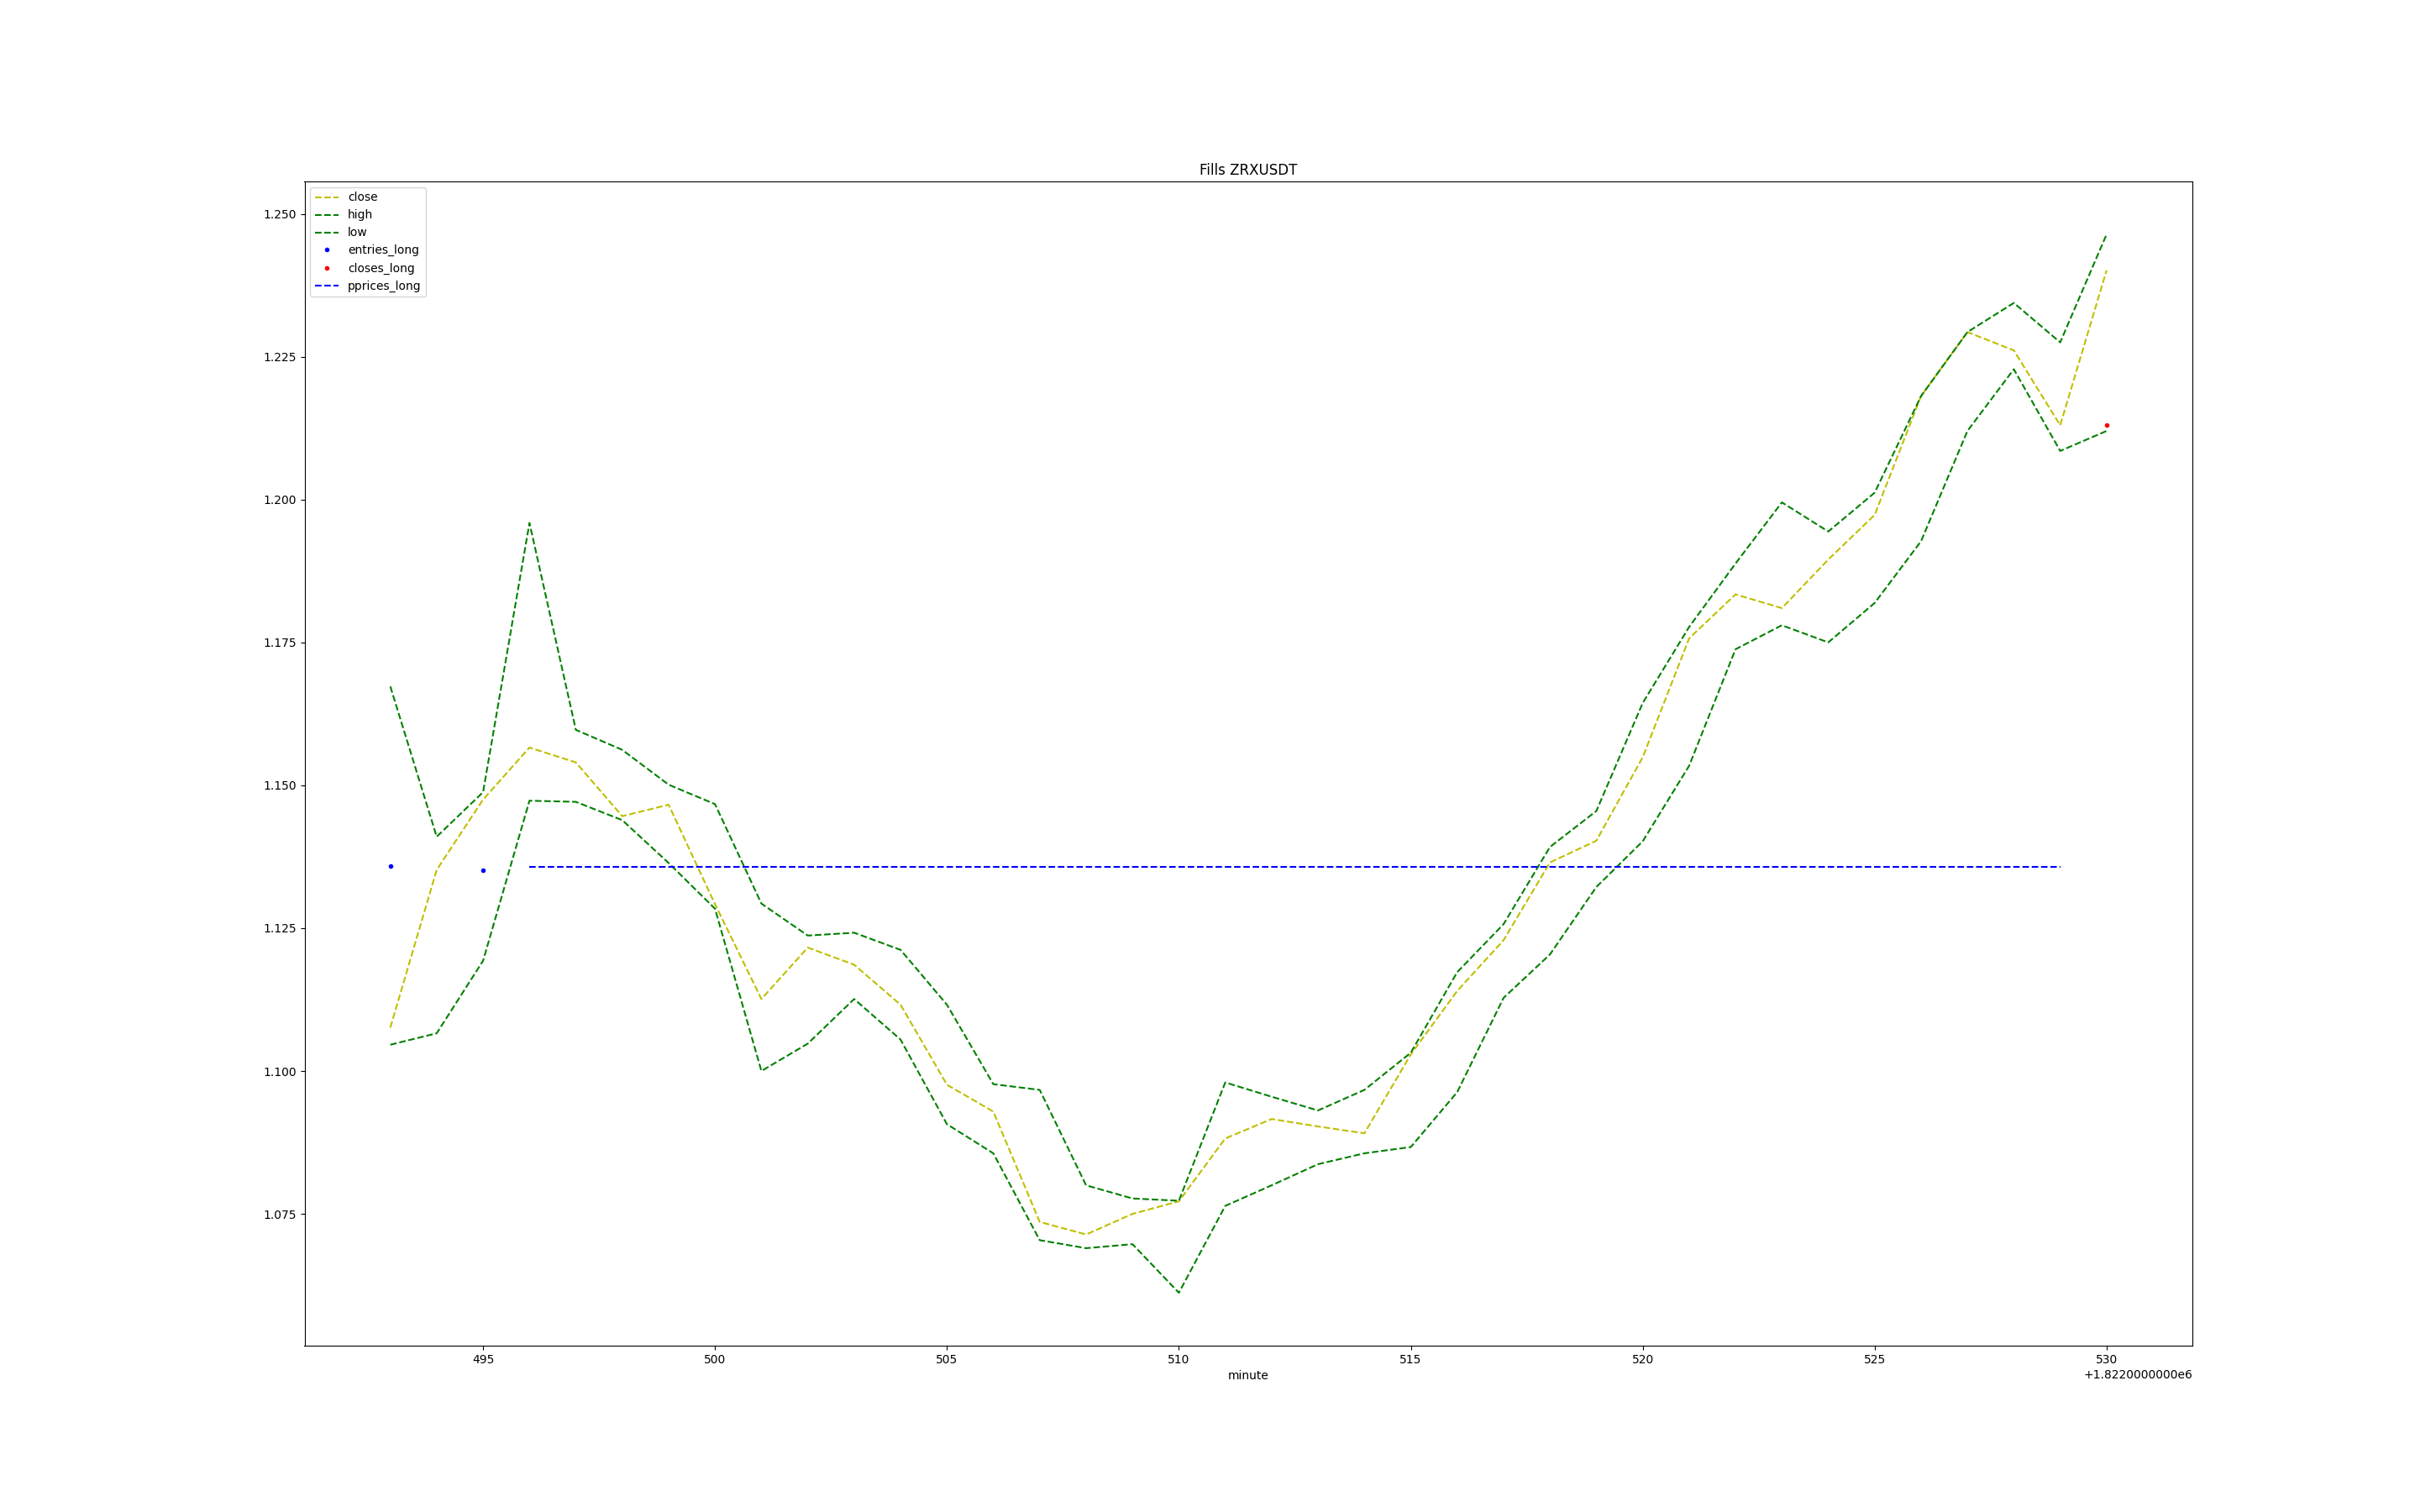 Fills ZRXUSDT
close
high
low
entries_long
closes_long
pprices_long
1.250
1.225
1.200
1.175
1.150
1.125
1.100
1.075
495 500 505 510 515 520 525 530
minute
+1.8220000000e6